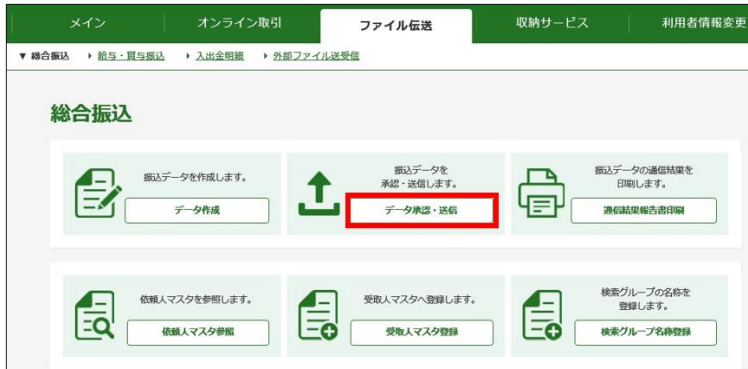 メイン
オンライン取引
ファイル伝送
収納サービス
利用者情報変更
▼ 総合振込
給与・賞与振込
入出金明細
外部ファイル送受信
総合振込
振込データを作成します。
データ作成
振込データを
承認・送信します。
データ承認・送信
振込データの通信結果を
印刷します。
通信結果報告書印刷
依頼人マスタを参照します。
依頼人マスタ参照
受取人マスタへ登録します。
受取人マスタ登録
検索グループの名称を
登録します。
検索グループ名称登録